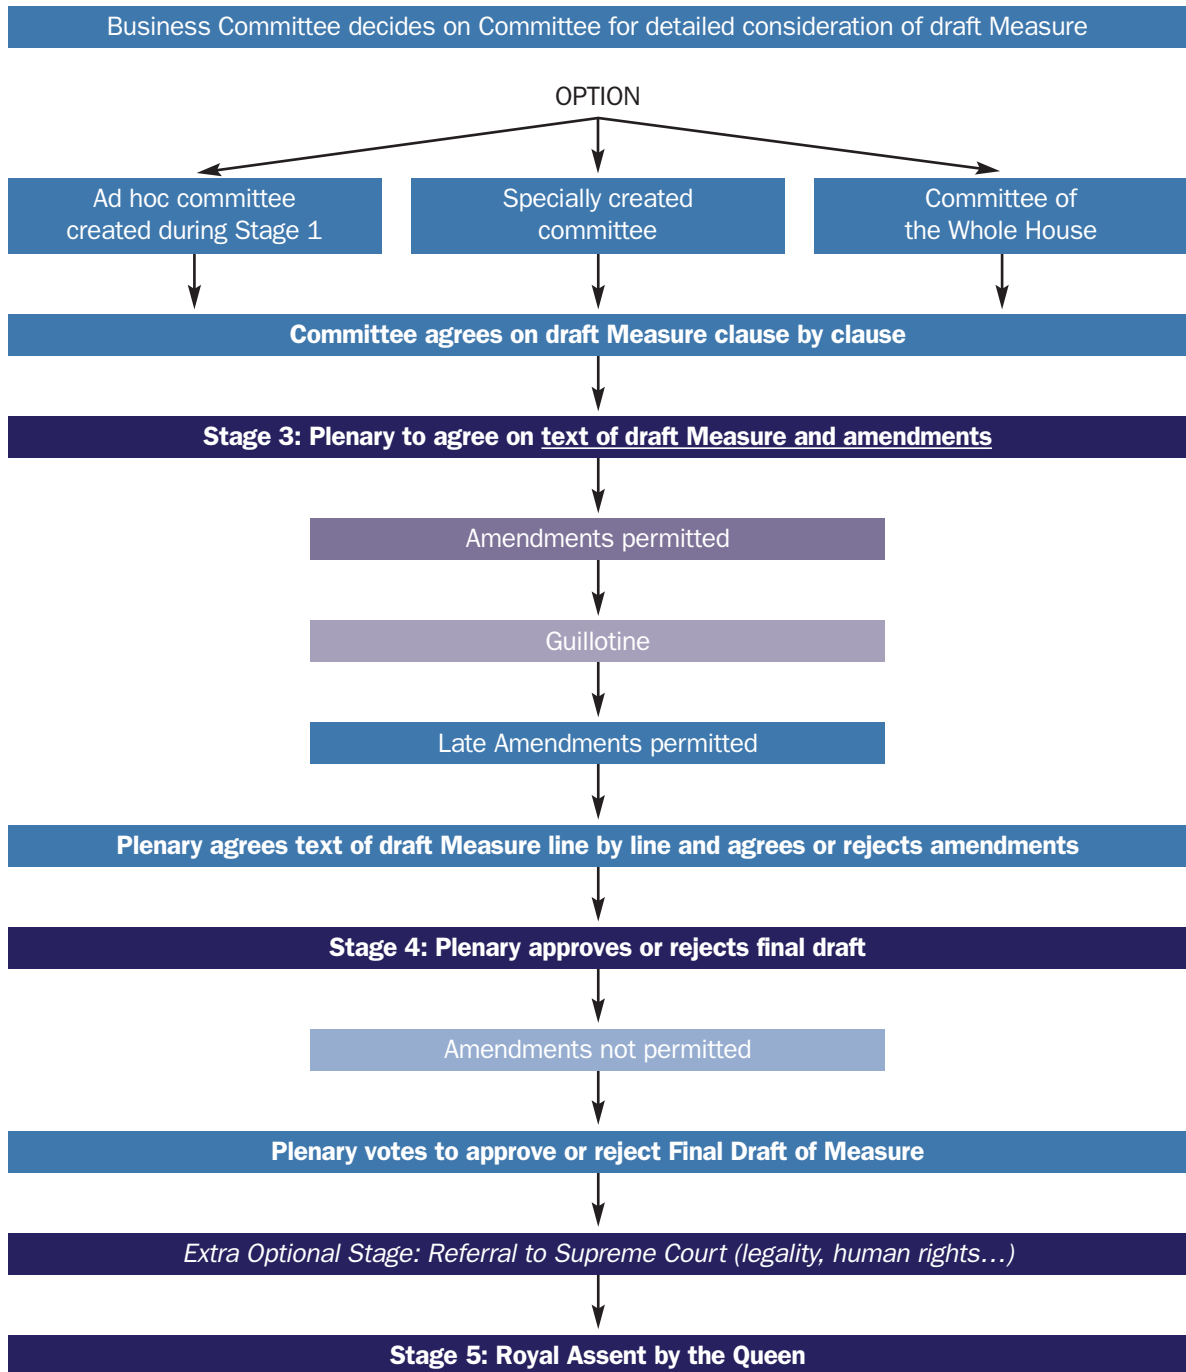 Business Committee decides on Committee for detailed consideration of draft Measure
OPTION
Ad hoc committee
created during Stage 1
Specially created
committee
Committee of
the Whole House
Committee agrees on draft Measure clause by clause
Stage 3: Plenary to agree on text of draft Measure and amendments
Amendments permitted
Guillotine
Late Amendments permitted
Plenary agrees text of draft Measure line by line and agrees or rejects amendments
Stage 4: Plenary approves or rejects final draft
Amendments not permitted
Plenary votes to approve or reject Final Draft of Measure
Extra Optional Stage: Referral to Supreme Court (legality, human rights...)
Stage 5: Royal Assent by the Queen